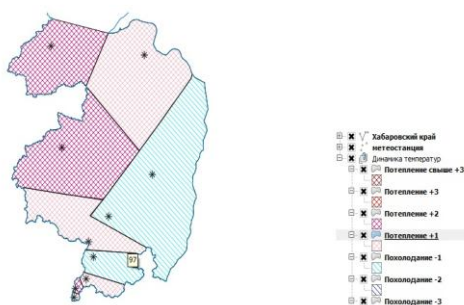 97
Хабаровский край
метеостанция
Динамика температур
Потепление свыше +3
Потепление +3
Потепление +2
Потепление +1
Похолодание -1
Похолодание -2
Похолодание -3